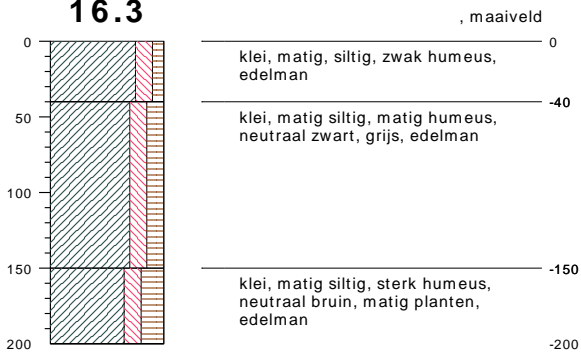 16.3
, maaiveld
0
0
klei, matig, siltig, zwak humeus,
edelman
-40
50
klei, matig siltig, matig humeus,
neutraal zwart, grijs, edelman
100
150
-150
klei, matig siltig, sterk humeus,
neutraal bruin, matig planten,
edelman
200
-200